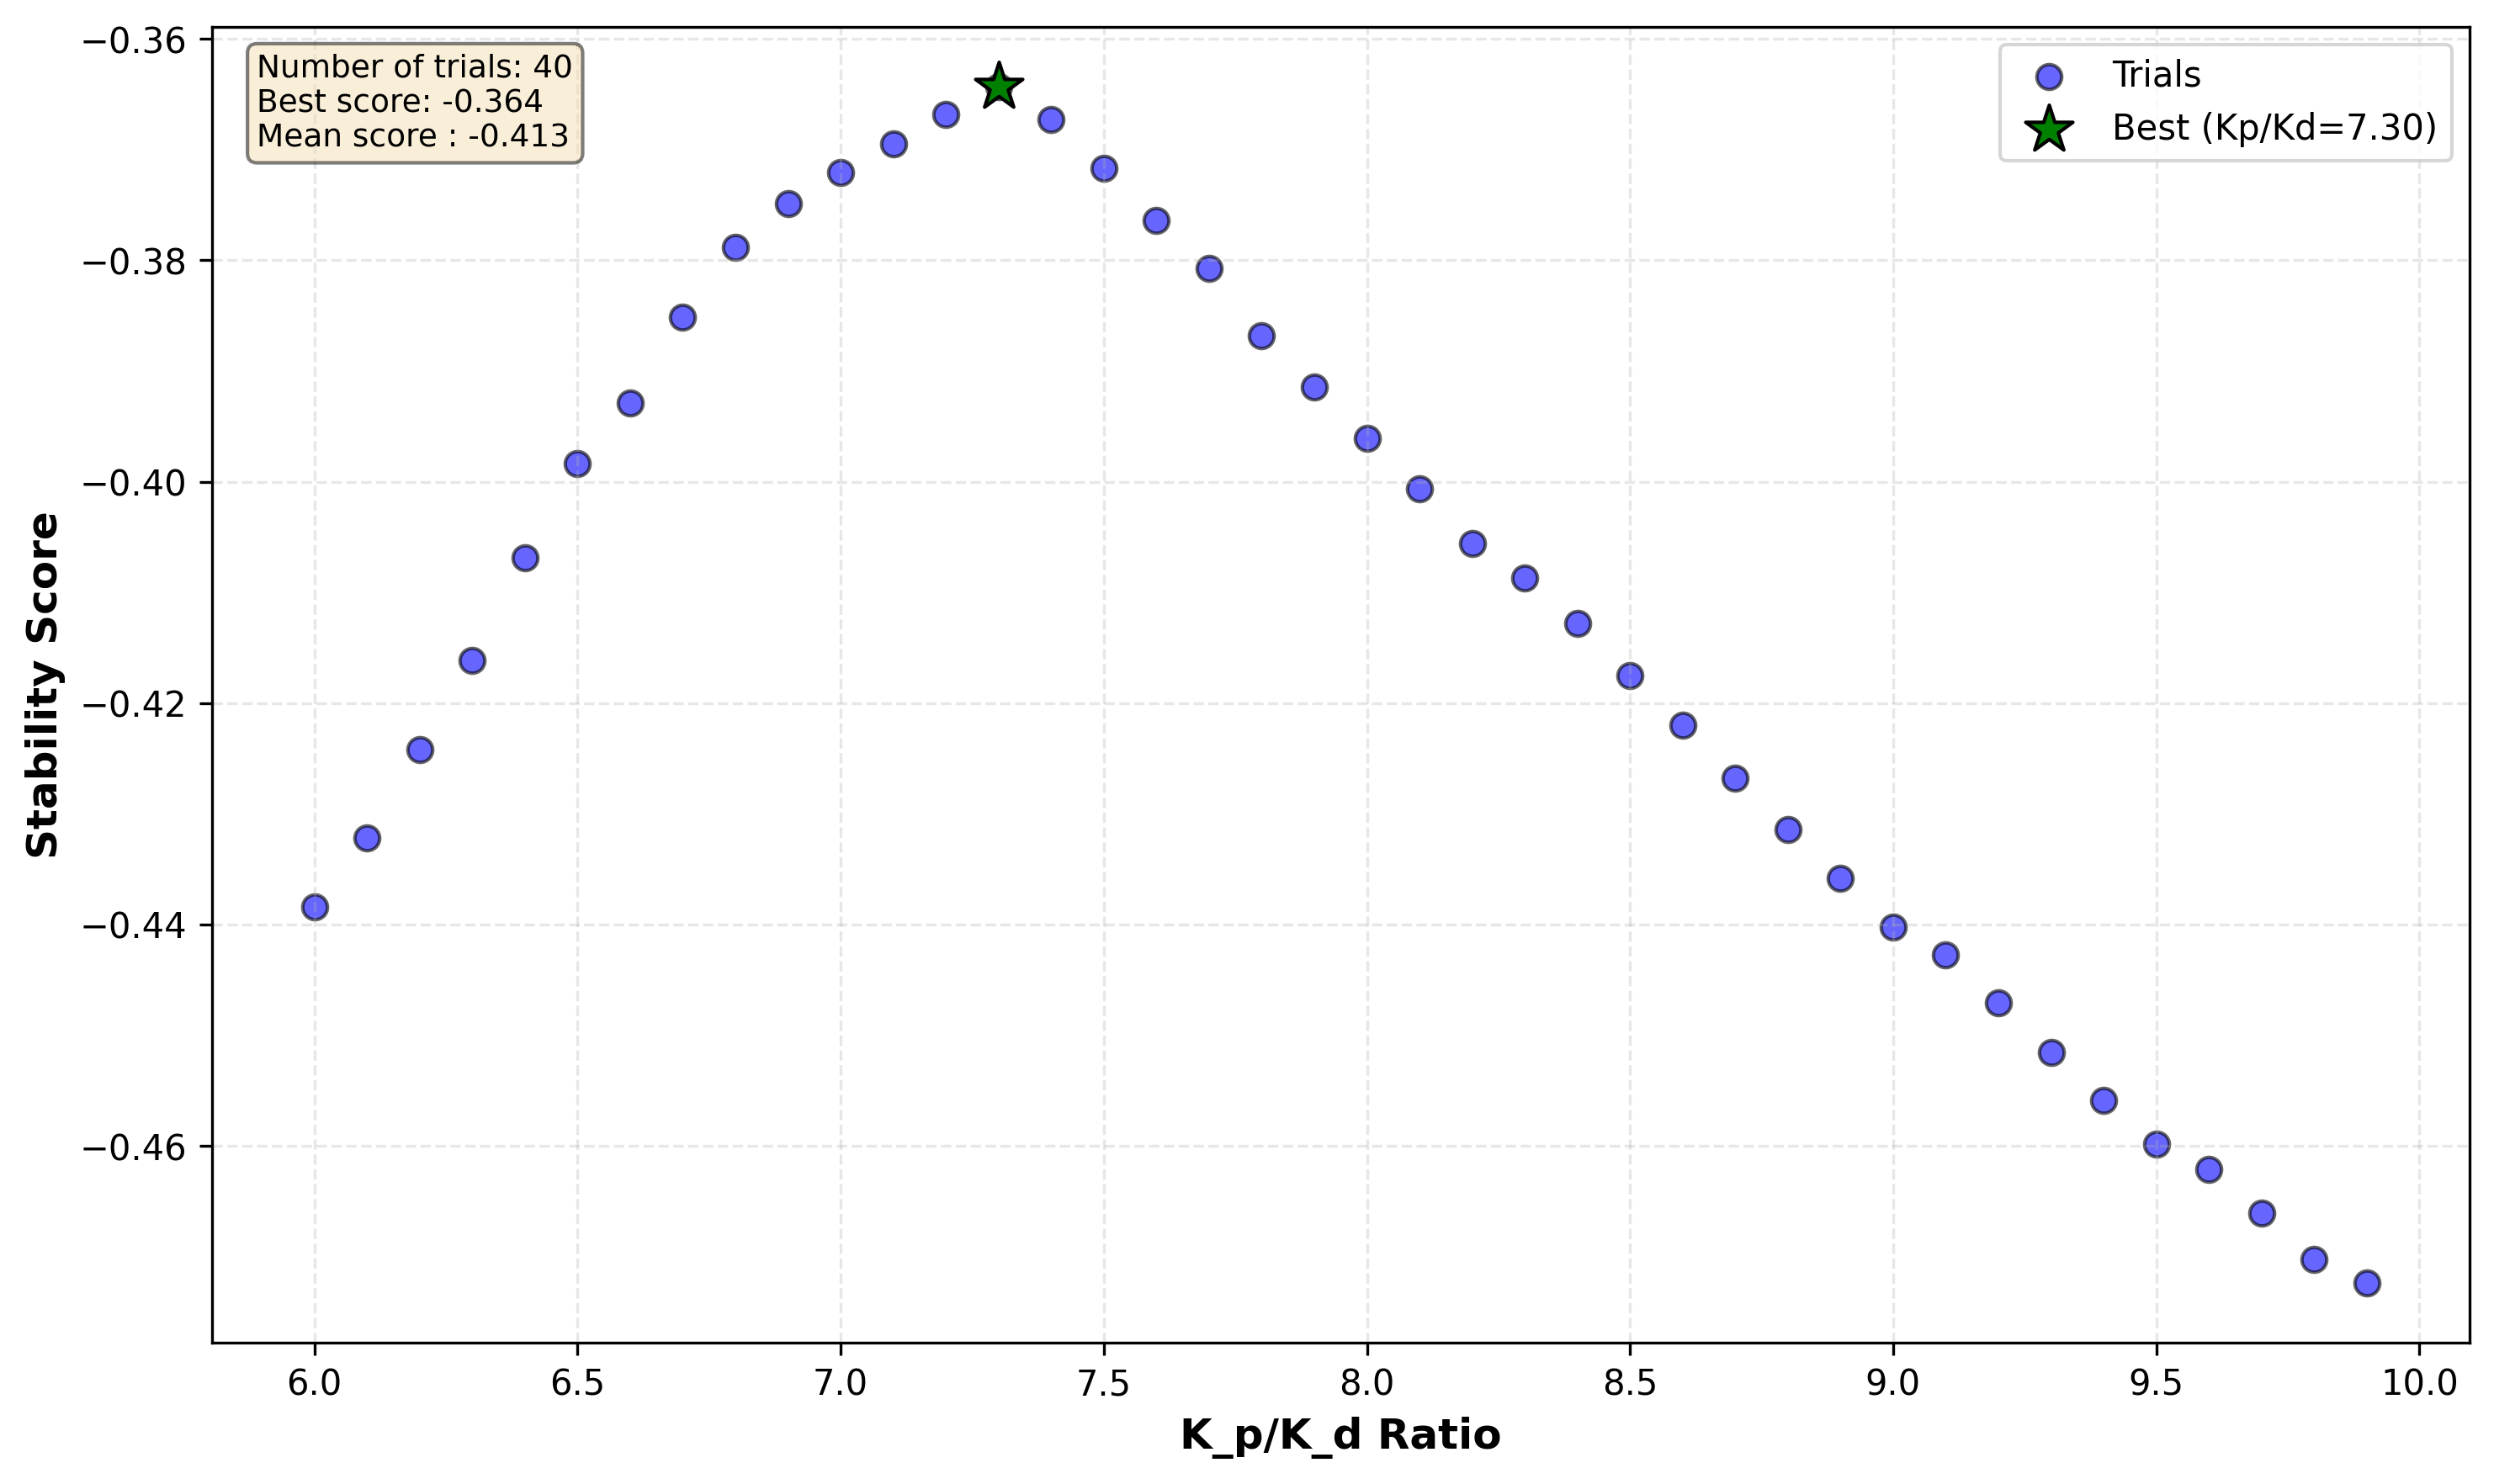 Number of trials: 40
Best score: -0.364
Mean score : -0.413
Trials
Best (Kp/Kd=7.30)
−0.36
−0.38
−0.40
−0.42
−0.44
−0.46
Stability Score
6.0 6.5 7.0 7.5 8.0 8.5 9.0 9.5 10.0
K_p/K_d Ratio